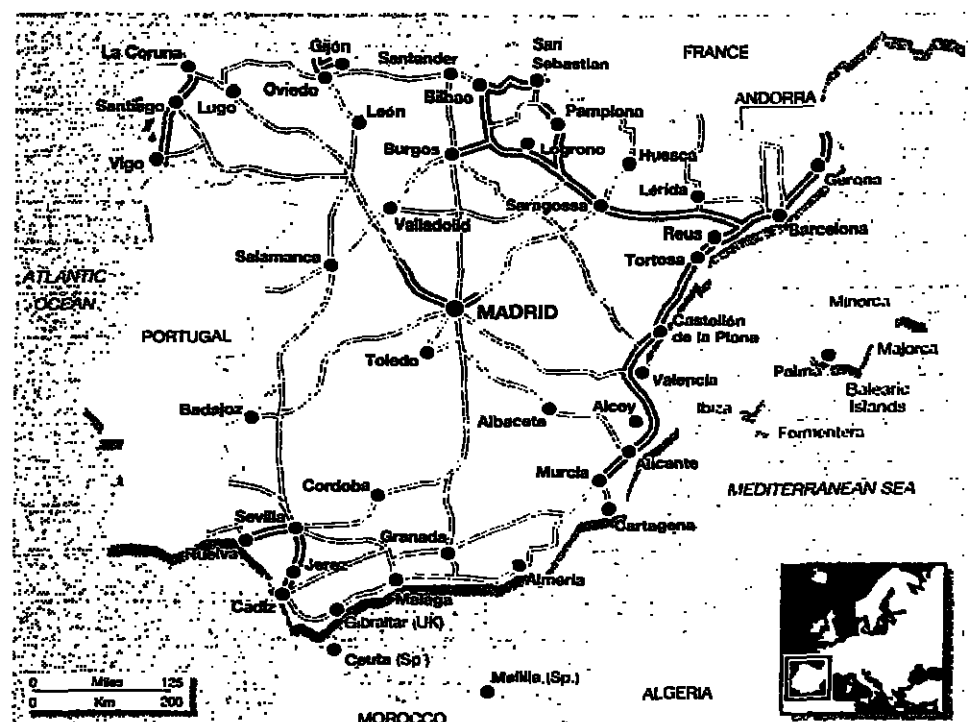 La Coruna
Gijón
Santander
San
Sebastian
FRANCE
Oviedo
Bilbao
ANDORRA
Santiago
Lugo
León
Pamplona
Vigo
Burgos
Logrono
Huesca
Gerona
Lérida
Valladolid
Saragossa
Reus
Barcelona
Salamanca
Tortosa
ATLANTIC
OCEAN
MADRID
Minorca
PORTUGAL
Castellón
de la Plana
Toledo
Majorca
Palma
Valencia
Balearic
Islands
Badajoz
Albacete
Alcoy
Ibiza
Formentera
Murcia
Alicante
Cordoba
MEDITERRANEAN SEA
Sevilla
Granada
Cartagena
Huelva
Jerez
Almeria
Cadiz
Malaga
Gibraltar (UK)
Ceuta (Sp)
0 Miles 125
0 Km 200
Melilla (Sp.)
ALGERIA
MOROCCO